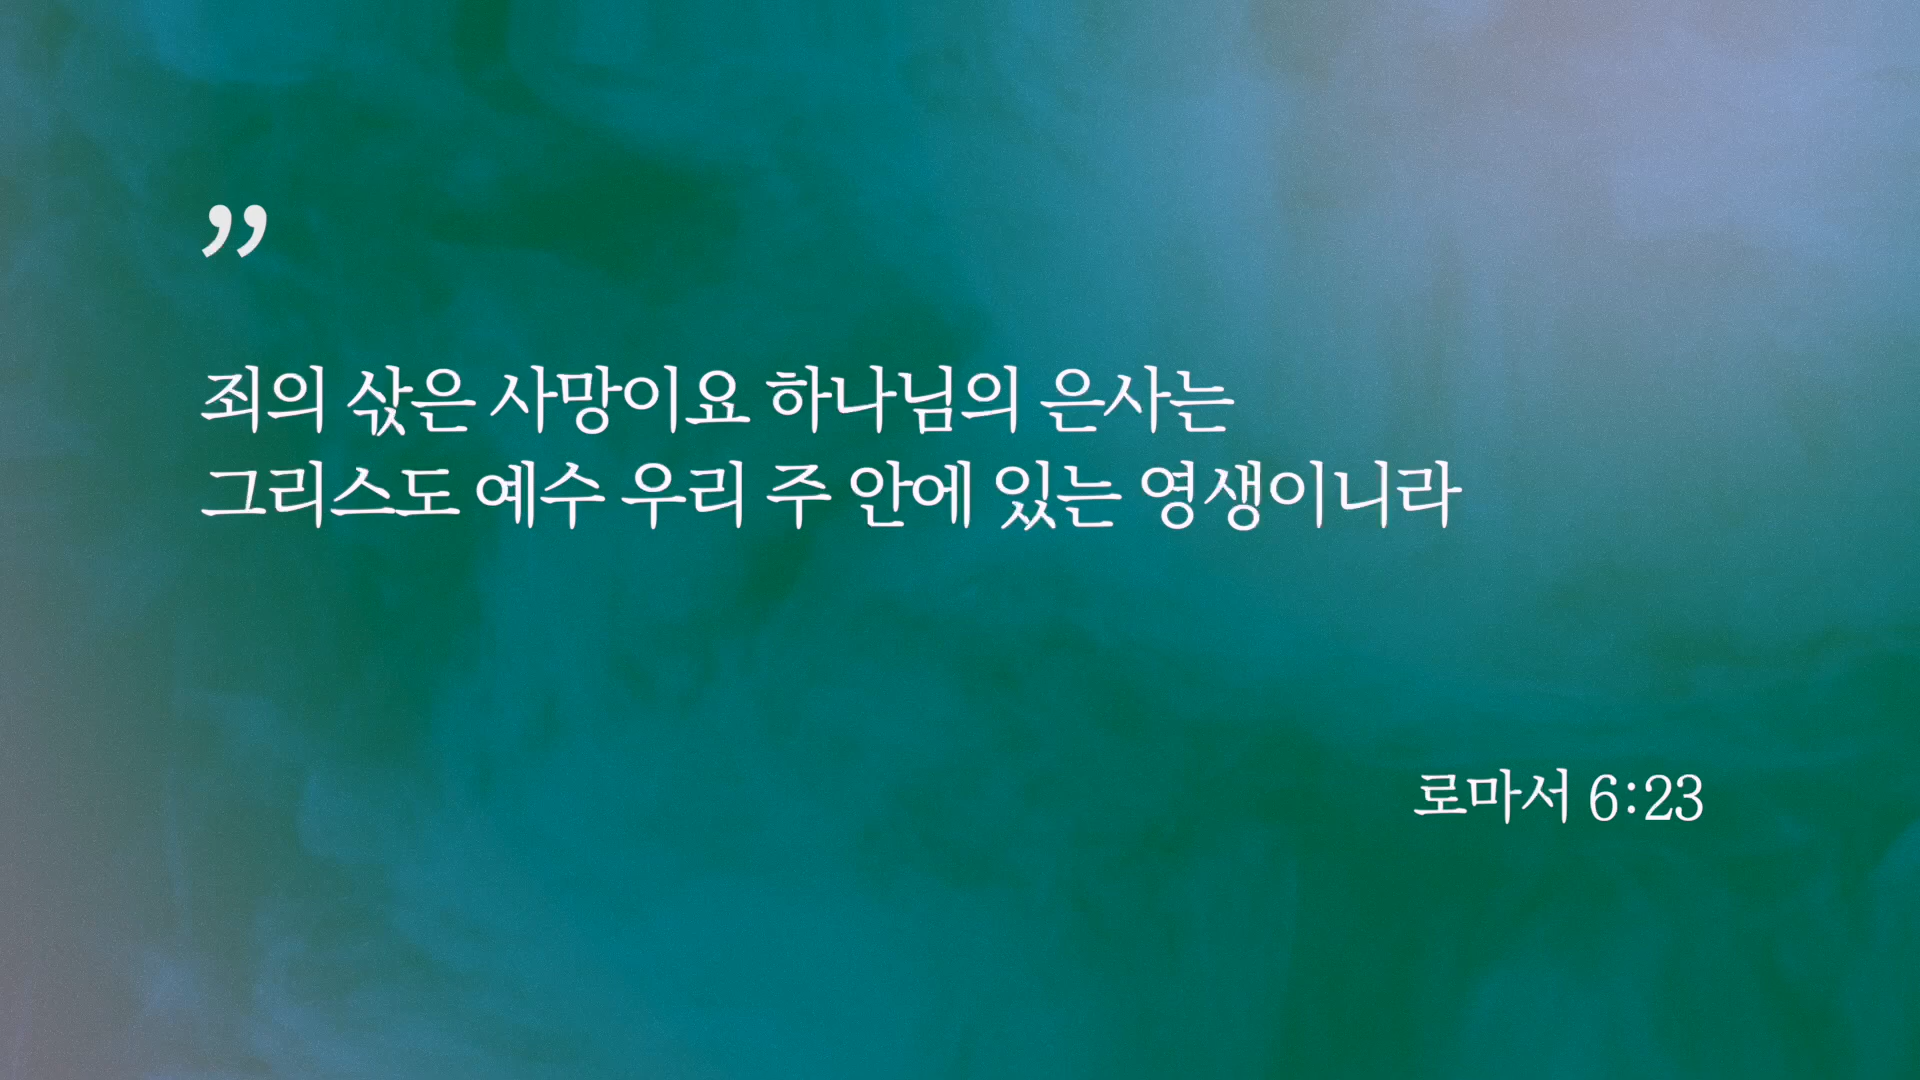 ”
죄의 삯은 사망이요 하나님의 은사는
그리스도 예수 우리 주 안에 있는 영생이니라
로마서 6:23